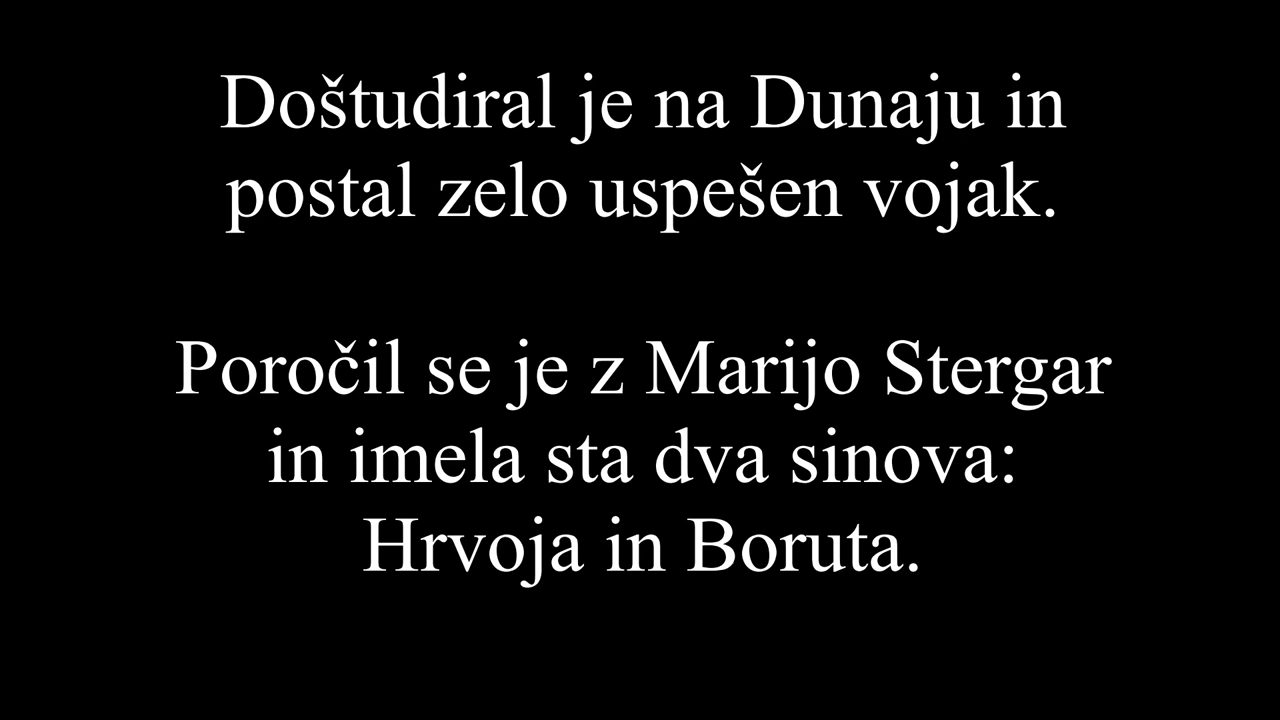 Doštudiral je na Dunaju in
postal zelo uspešen vojak.
Poročil se je z Marijo Stergar
in imela sta dva sinova:
Hrvoja in Boruta.